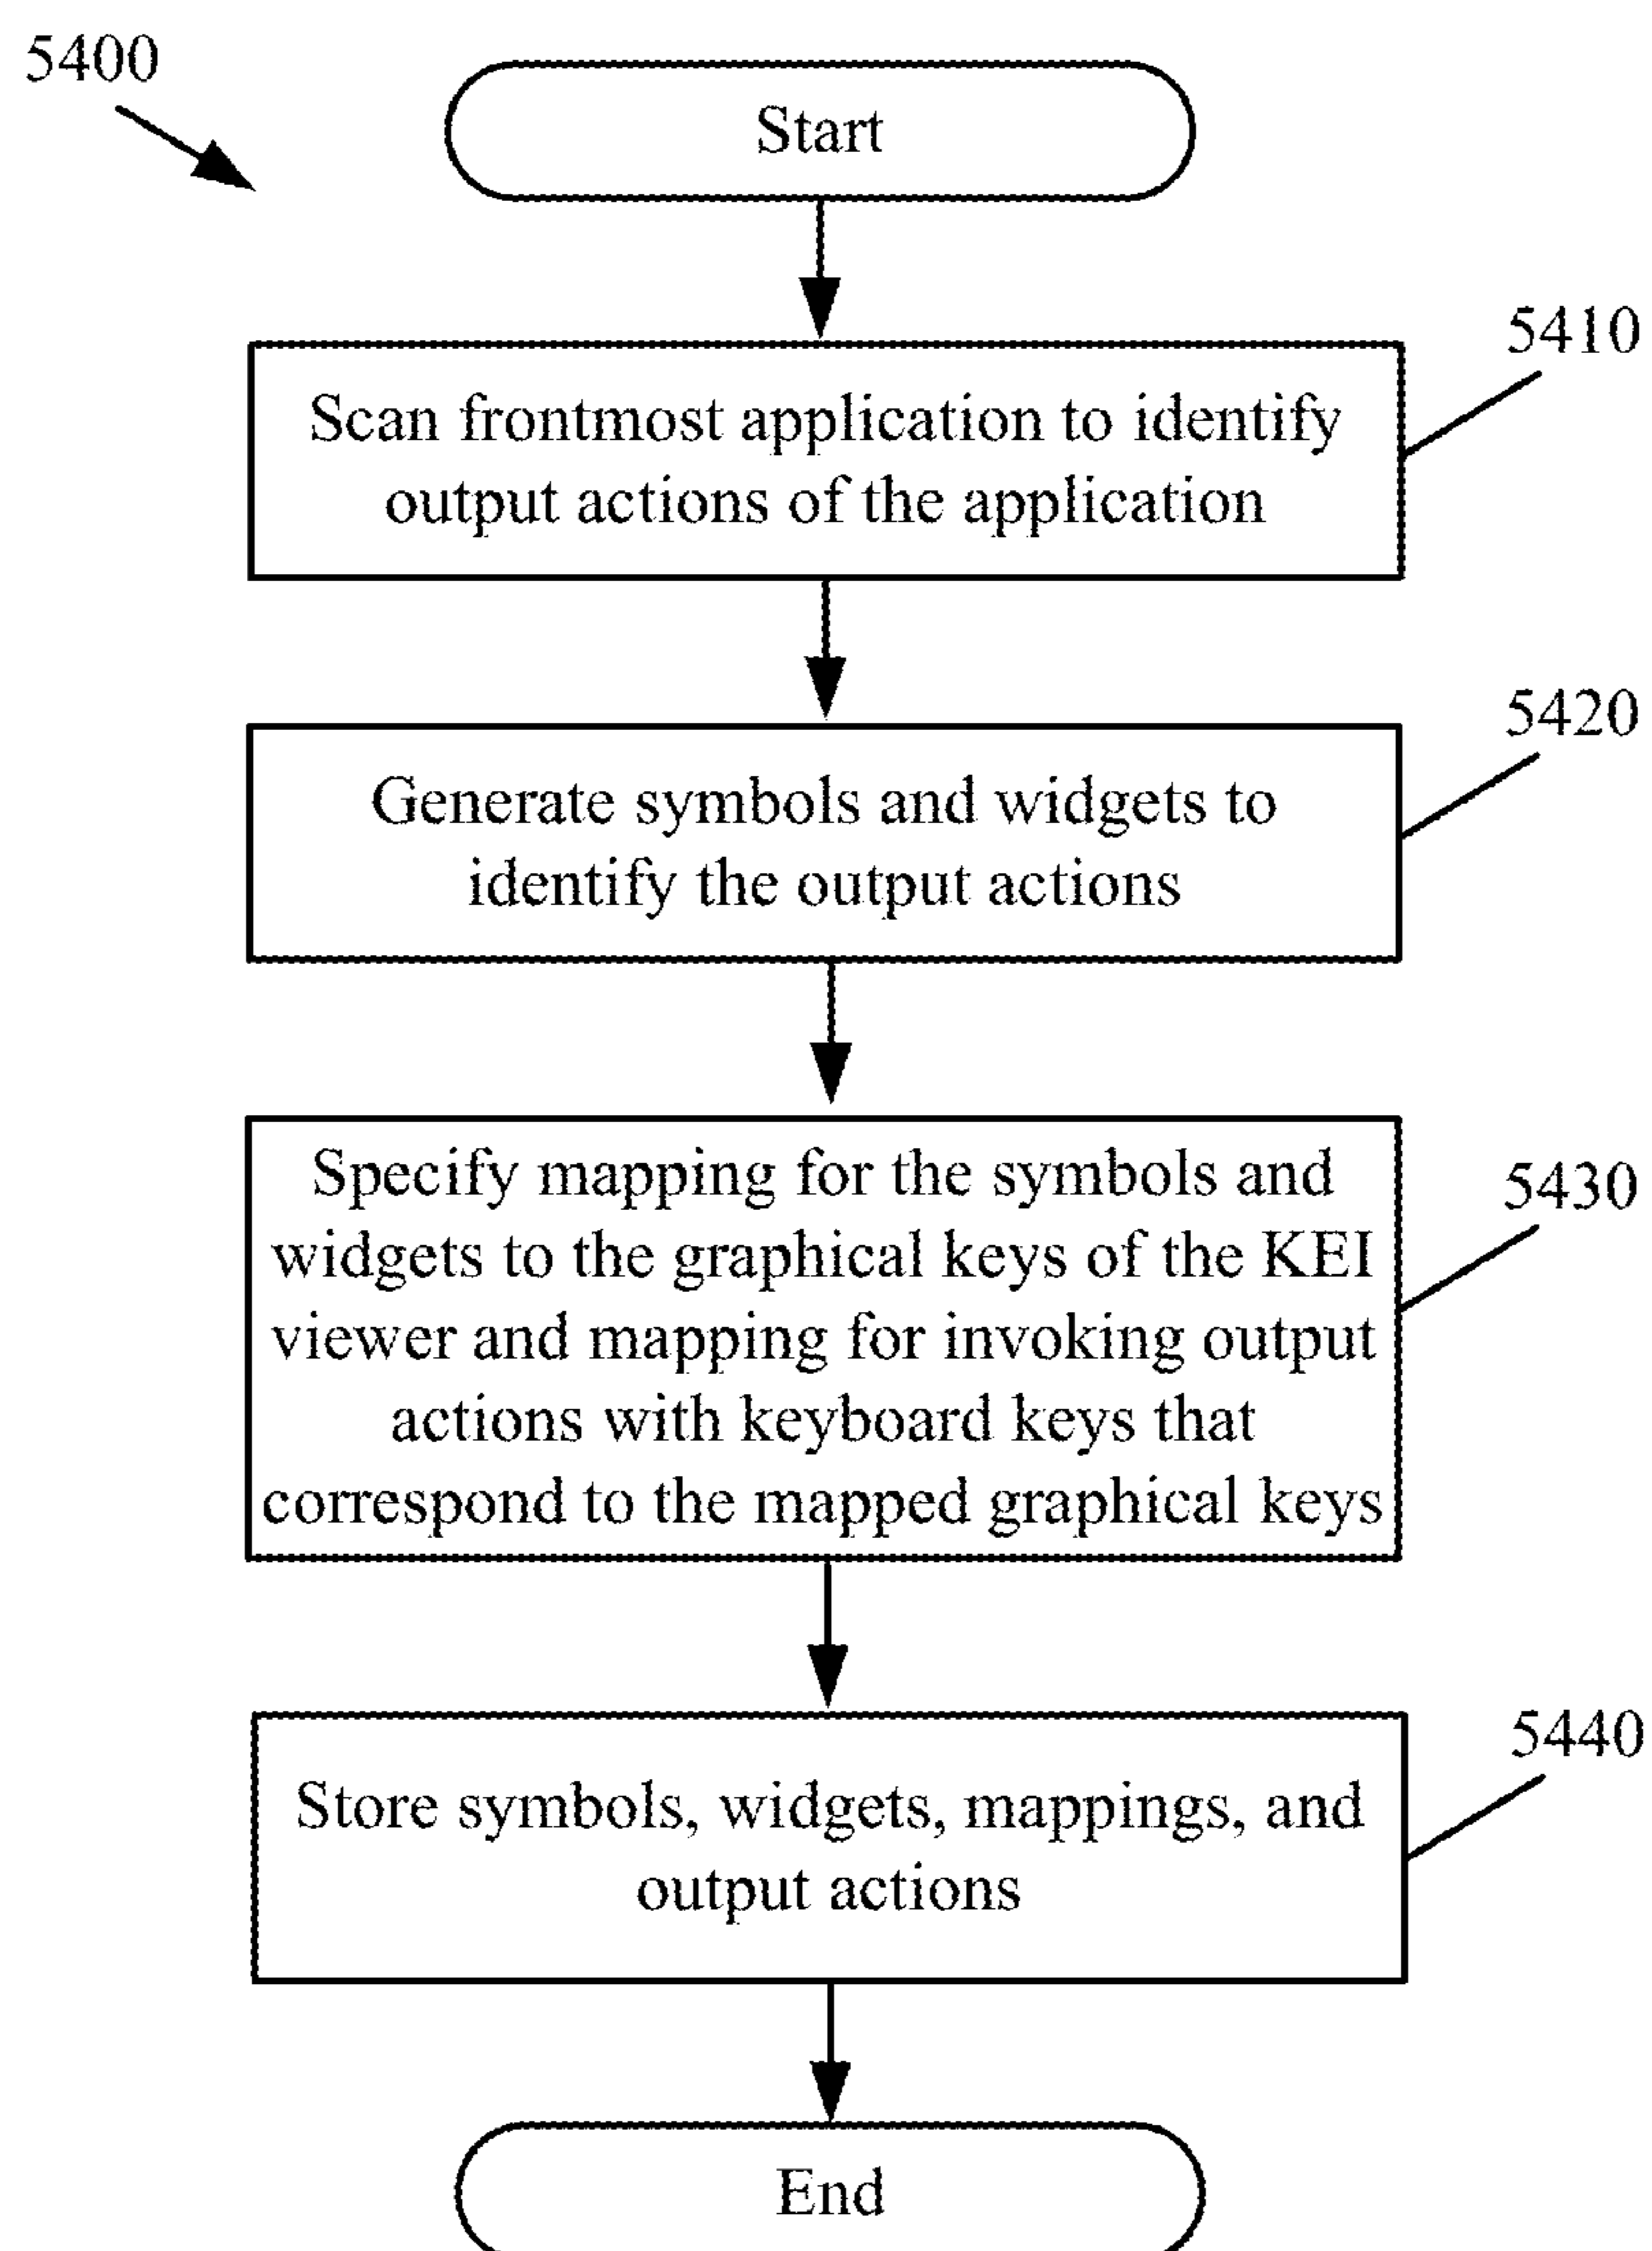 5400
Start
5410
Scan frontmost application to identify
output actions of the application
5420
Generate symbols and widgets to
identify the output actions
5430
Specify mapping for the symbols and
widgets to the graphical keys of the KEI
viewer and mapping for invoking output
actions with keyboard keys that
correspond to the mapped graphical keys
5440
Store symbols, widgets, mappings, and
output actions
End